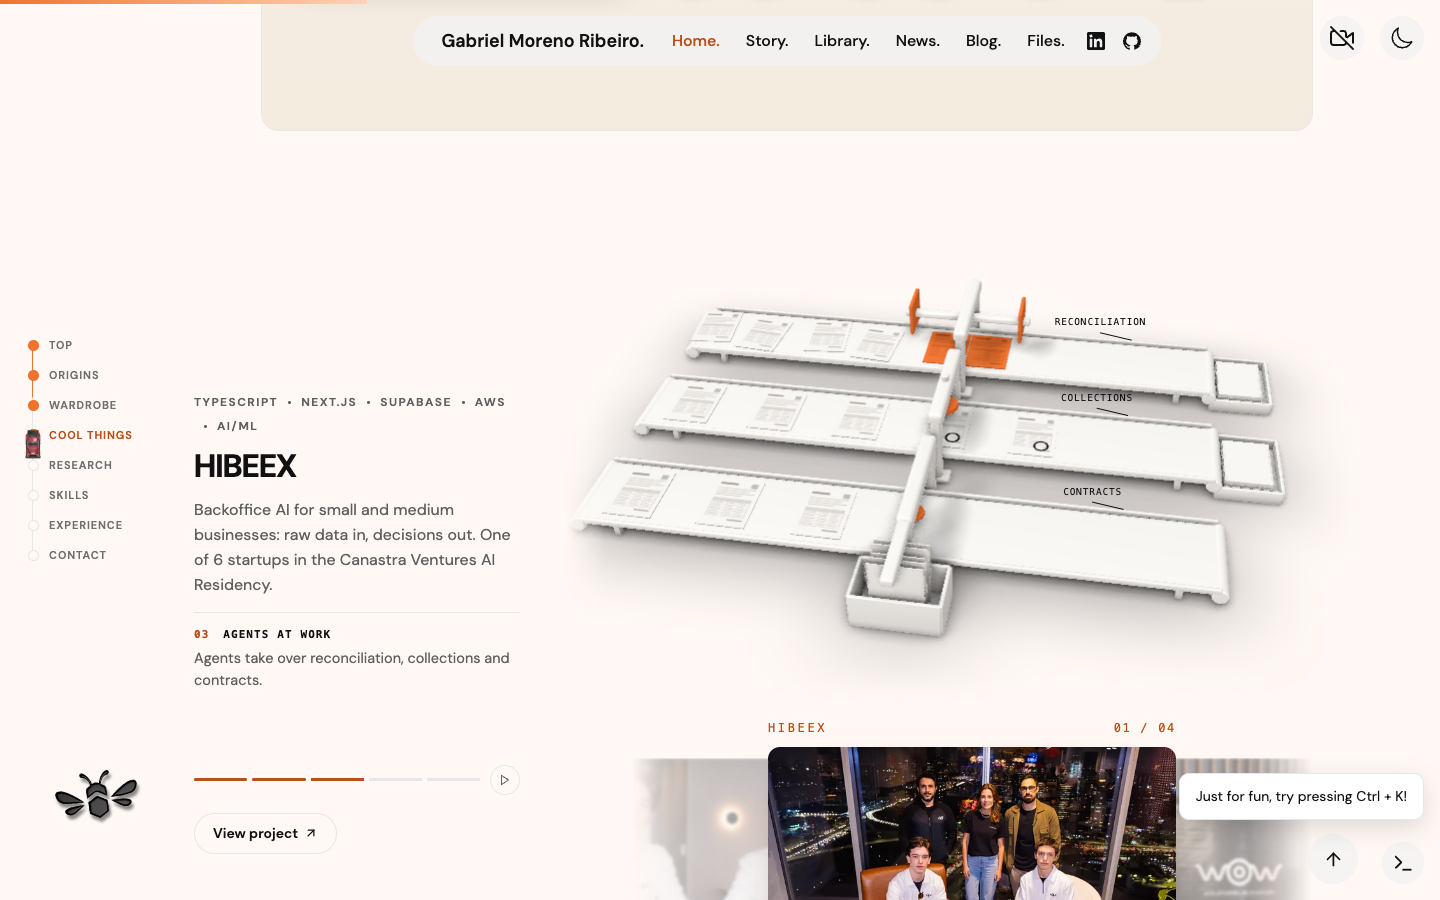 Gabriel Moreno Ribeiro.
Home.
Story.
Library.
News.
Blog.
Files.
TOP
ORIGINS
WARDROBE
COOL THINGS
RESEARCH
SKILLS
EXPERIENCE
CONTACT
TYPESCRIPT • NEXT.JS • SUPABASE • AWS
• AI/ML
HIBEEX
Backoffice AI for small and medium
businesses: raw data in, decisions out. One
of 6 startups in the Canastra Ventures AI
Residency.
03 AGENTS AT WORK
Agents take over reconciliation, collections and
contracts.
View project
RECONCILIATION
COLLECTIONS
CONTRACTS
HIBEEX
01 / 04
WOW
Just for fun, try pressing Ctrl + K!